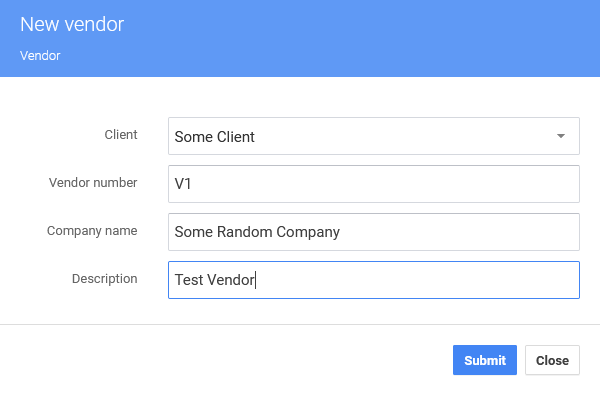 New vendor
Vendor
Client
Some Client
Vendor number
V1
Company name
Some Random Company
Description
Test Vendor
Submit
Close